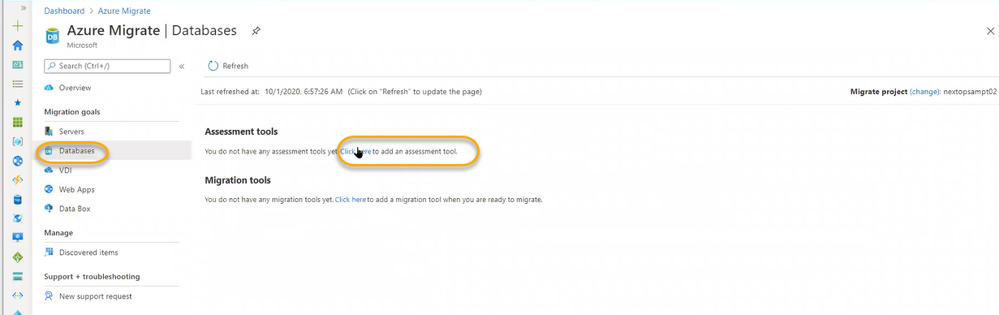 »
Dashboard > Azure Migrate
DB
Azure Migrate | Databases
Microsoft
Search (Ctrl+/)
«
Refresh
Overview
Last refreshed at: 10/1/2020, 6:57:26 AM (Click on "Refresh" to update the page)
Migrate project (change): nextopsampt02
Migration goals
Servers
Databases
VDI
Web Apps
Data Box
Assessment tools
You do not have any assessment tools yet. Click here to add an assessment tool.
Migration tools
You do not have any migration tools yet. Click here to add a migration tool when you are ready to migrate.
Manage
Discovered items
Support + troubleshooting
New support request